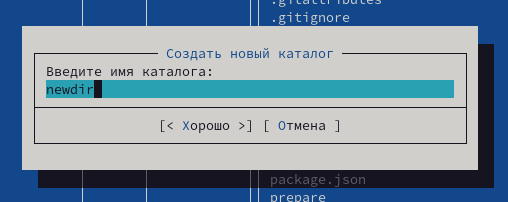 .gitattributes
.gitignore
Создать новый каталог
Введите имя каталога:
newdir
[< Хорошо >] [ Отмена ]
package.json
prepare